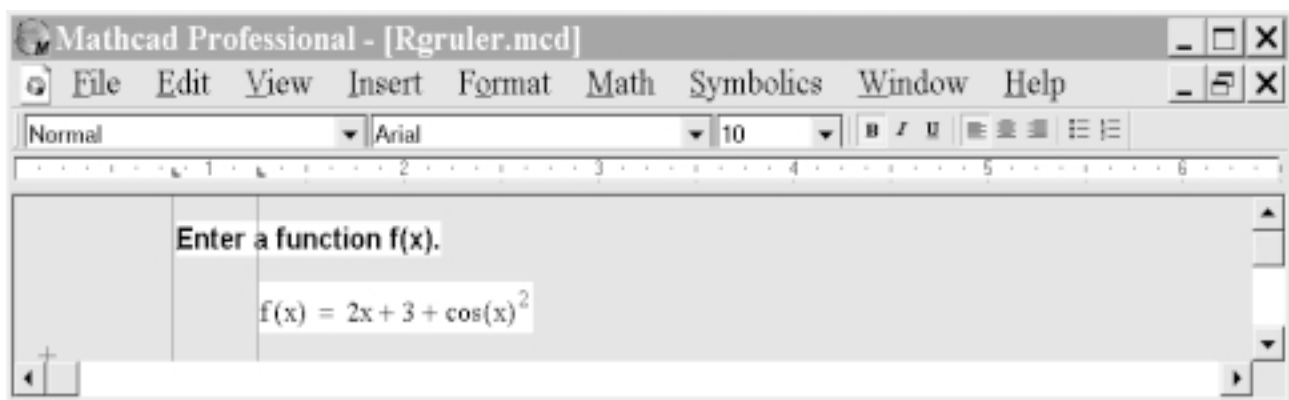 Mathcad Professional - [Rgruler.mcd]
File Edit View Insert Format Math Symbolics Window Help
Normal Arial 10 B I U
1 2 3 4 5 6
Enter a function f(x).
f(x) = 2x + 3 + cos(x)²